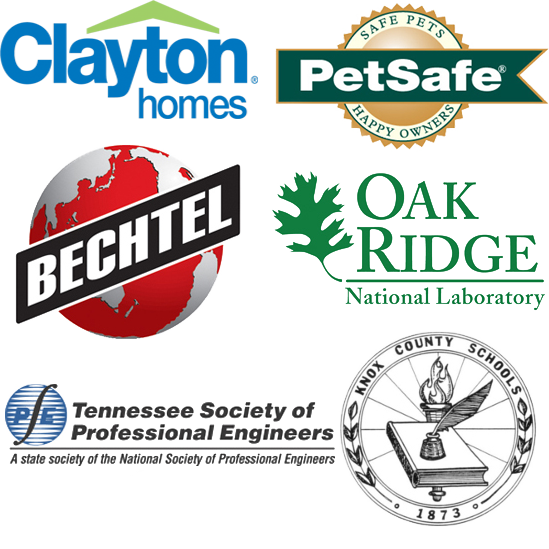 Clayton
homes
SAFE PETS
PetSafe®
HAPPY OWNERS
BECHTEL
OAK
RIDGE
National Laboratory
PSE
Tennessee Society of
Professional Engineers
A state society of the National Society of Professional Engineers
KNOX COUNTY SCHOOLS
· 1873 ·